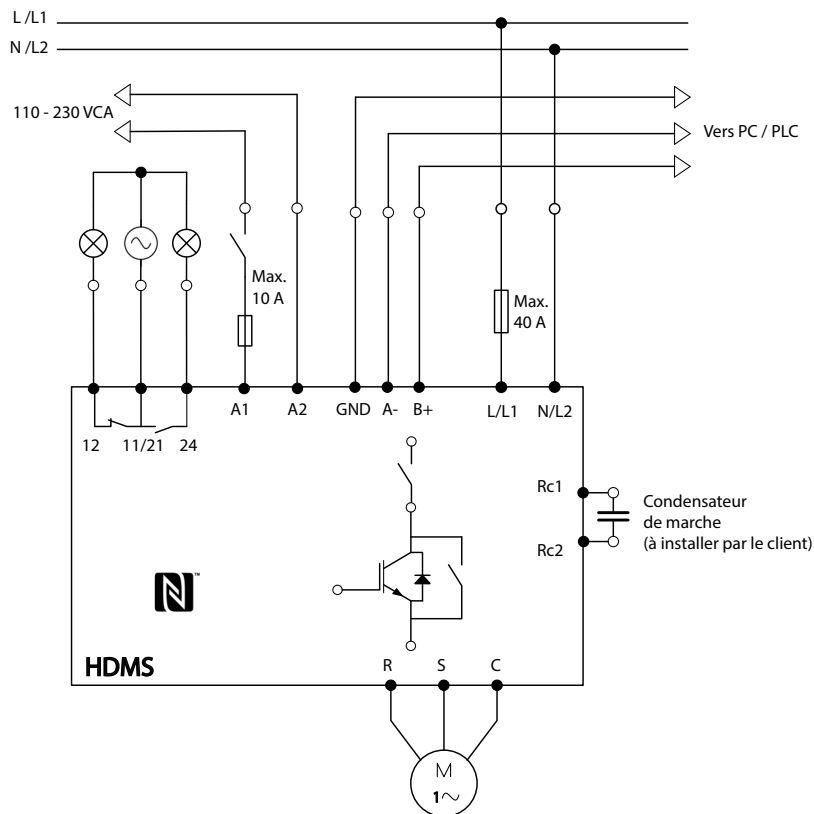 L /L1
N /L2
110 - 230 VCA
Vers PC / PLC
Max.
10 A
Max.
40 A
A1 A2 GND A- B+ L/L1 N/L2
12 11/21 24
Rc1
Rc2
Condensateur
de marche
(à installer par le client)
N™
HDMS
R S C
M
1~